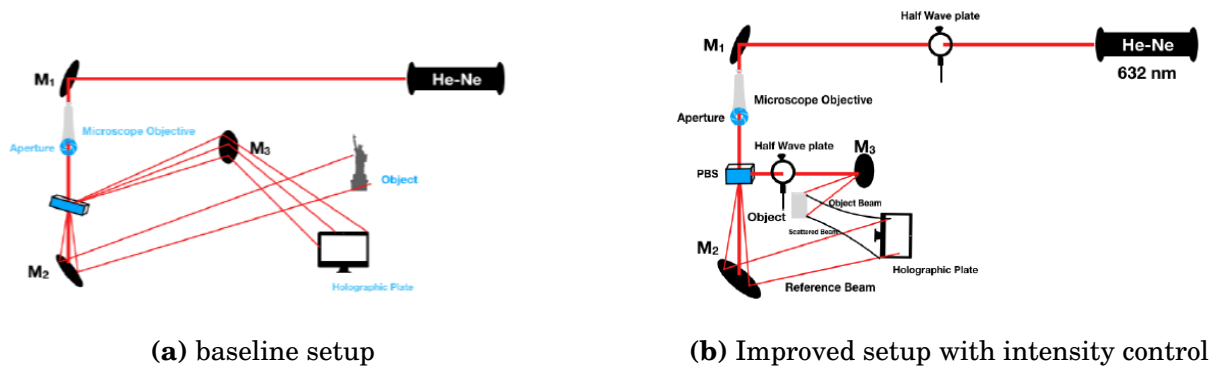 M₁
He-Ne
Microscope Objective
Aperture
M₃
Object
M₂
Holographic Plate
(a) baseline setup
Half Wave plate
M₁
He-Ne
632 nm
Microscope Objective
Aperture
Half Wave plate
M₃
PBS
Object Beam
Object
Scattered Beam
M₂
Holographic Plate
Reference Beam
(b) Improved setup with intensity control